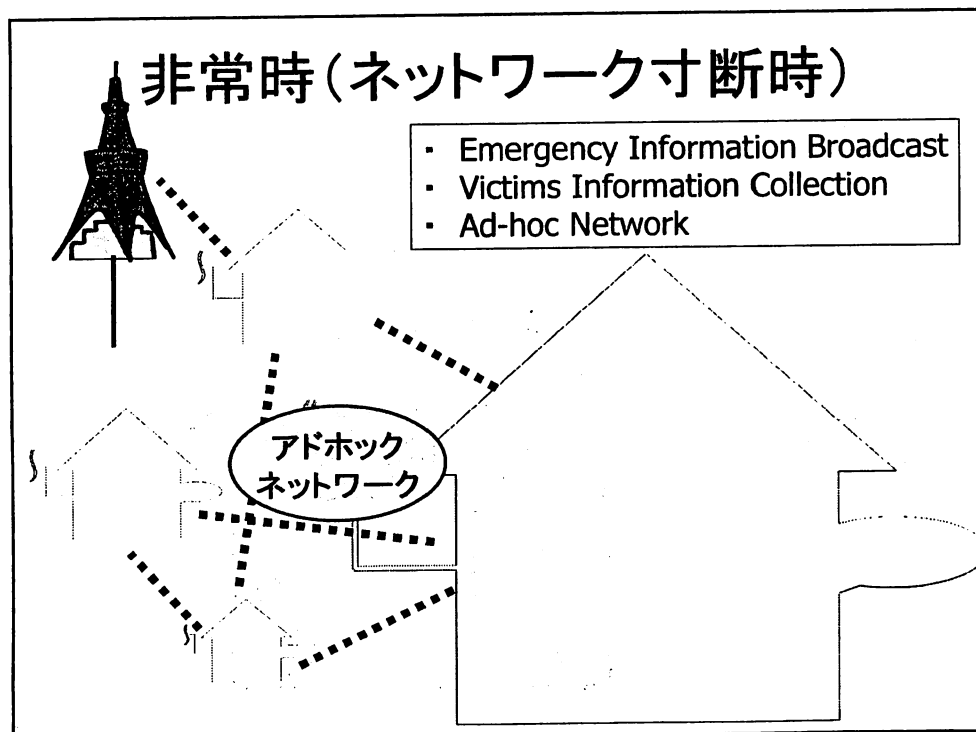 非常時(ネットワーク寸断時)
▪ Emergency Information Broadcast
▪ Victims Information Collection
▪ Ad-hoc Network
アドホック
ネットワーク